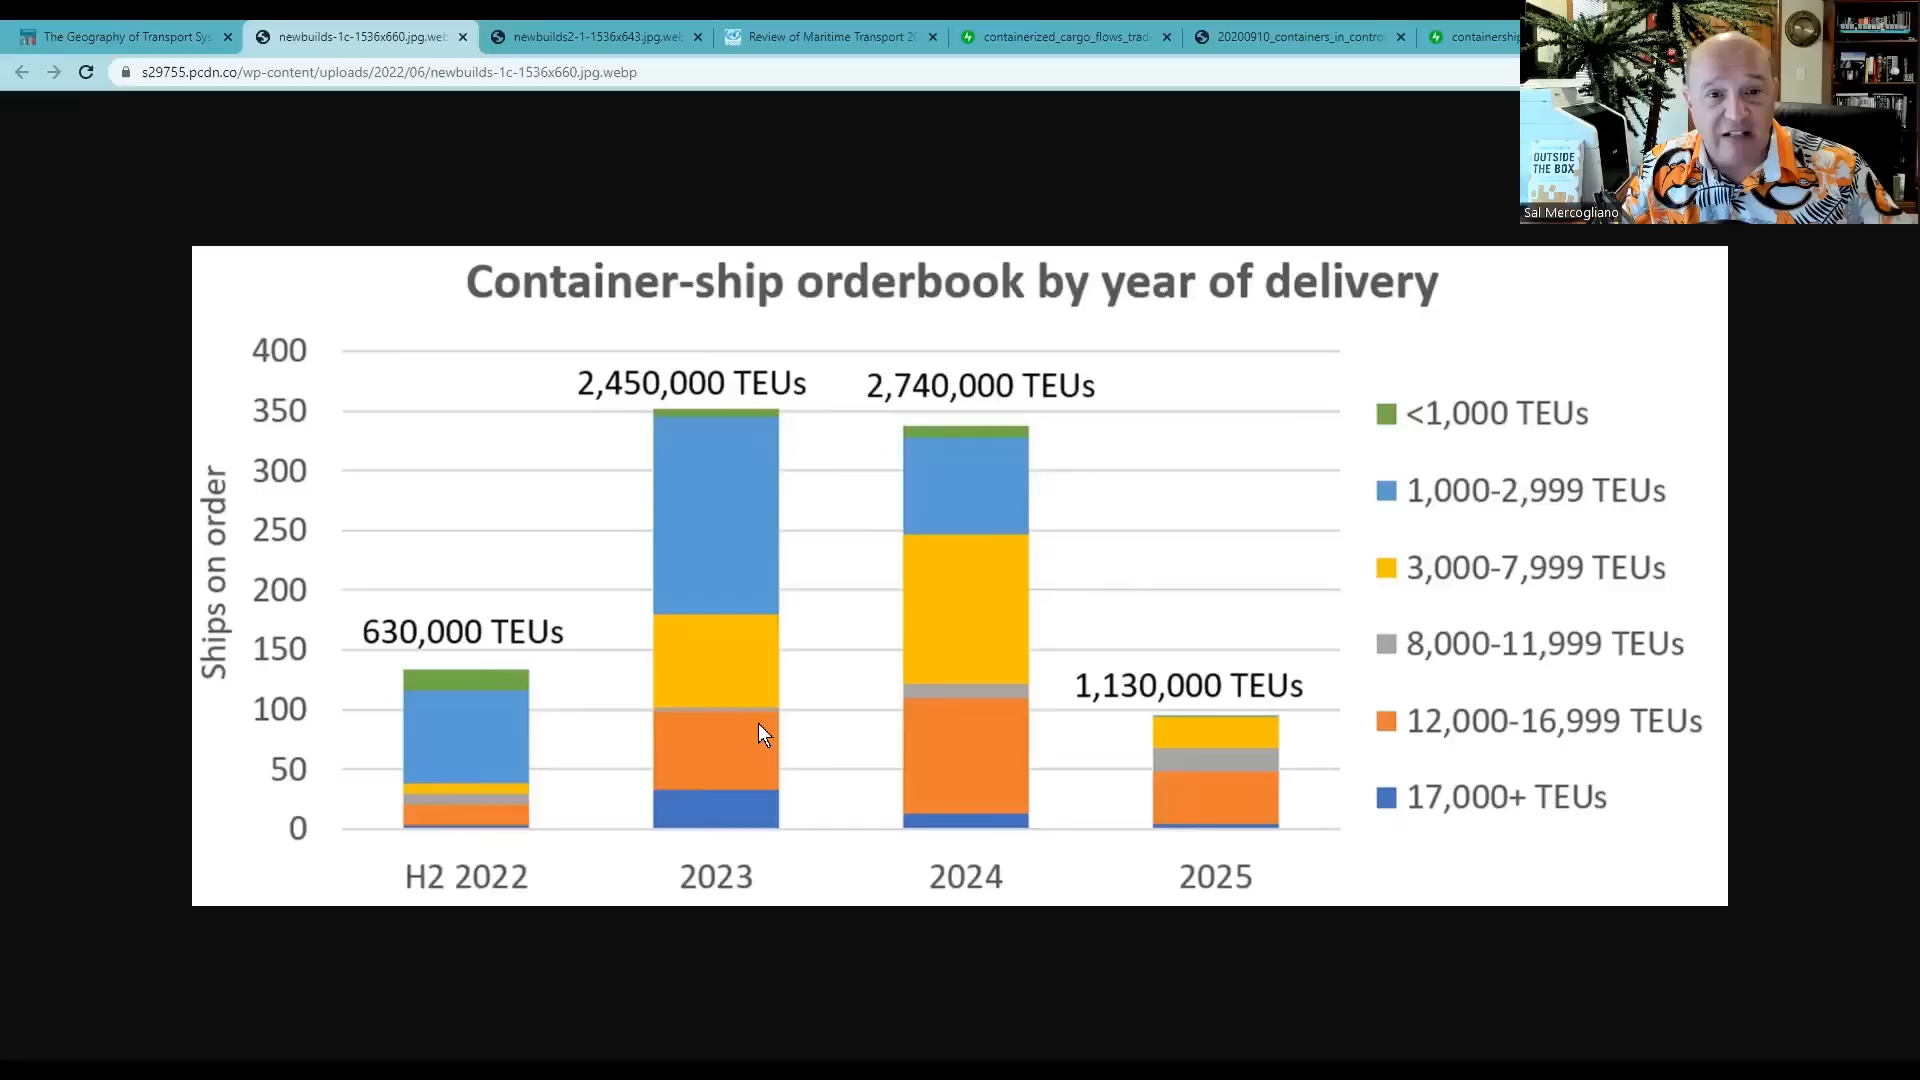 The Geography of Transport Sys
newbuilds-1c-1536x660.jpg.we
newbuilds2-1-1536x643.jpg.we
Review of Maritime Transport 2
containerized_cargo_flows_trad
20200910_containers_in_contro
containership
s29755.pcdn.co/wp-content/uploads/2022/06/newbuilds-1c-1536x660.jpg.webp
OUTSIDE
THE BOX
Sal Mercogliano
Container-ship orderbook by year of delivery
Ships on order
400
350
300
250
200
150
100
50
0
630,000 TEUs
2,450,000 TEUs
2,740,000 TEUs
1,130,000 TEUs
H2 2022
2023
2024
2025
<1,000 TEUs
1,000-2,999 TEUs
3,000-7,999 TEUs
8,000-11,999 TEUs
12,000-16,999 TEUs
17,000+ TEUs